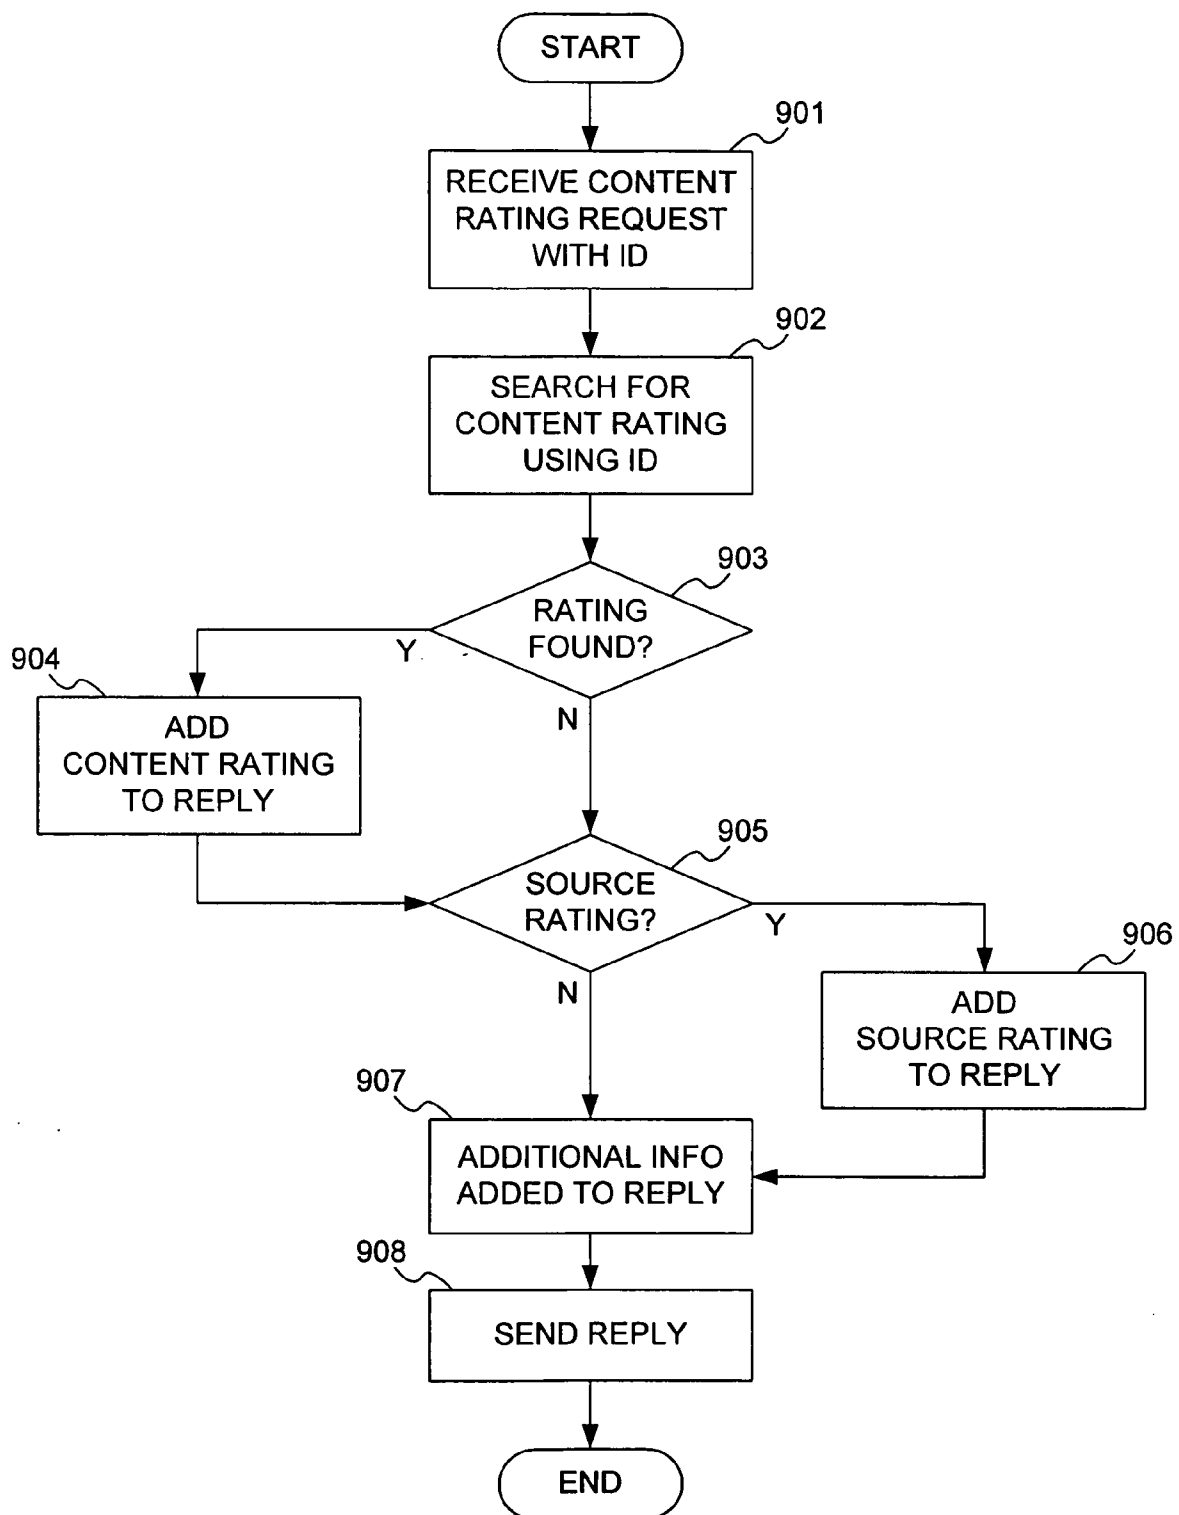 START
901
RECEIVE CONTENT
RATING REQUEST
WITH ID
902
SEARCH FOR
CONTENT RATING
USING ID
903
RATING
FOUND?
Y
N
904
ADD
CONTENT RATING
TO REPLY
905
SOURCE
RATING?
Y
N
906
ADD
SOURCE RATING
TO REPLY
907
ADDITIONAL INFO
ADDED TO REPLY
908
SEND REPLY
END